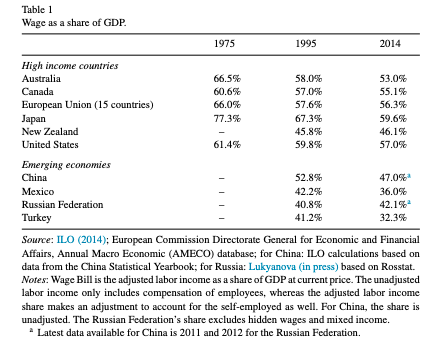 Table 1
Wage as a share of GDP.
1975 1995 2014
High income countries
Australia 66.5% 58.0% 53.0%
Canada 60.6% 57.0% 55.1%
European Union (15 countries) 66.0% 57.6% 56.3%
Japan 77.3% 67.3% 59.6%
New Zealand – 45.8% 46.1%
United States 61.4% 59.8% 57.0%
Emerging economies
China – 52.8% 47.0%a
Mexico – 42.2% 36.0%
Russian Federation – 40.8% 42.1%a
Turkey – 41.2% 32.3%
Source: ILO (2014); European Commission Directorate General for Economic and Financial
Affairs, Annual Macro Economic (AMECO) database; for China: ILO calculations based on
data from the China Statistical Yearbook; for Russia: Lukyanova (in press) based on Rosstat.
Notes: Wage Bill is the adjusted labor income as a share of GDP at current price. The unadjusted
labor income only includes compensation of employees, whereas the adjusted labor income
share makes an adjustment to account for the self-employed as well. For China, the share is
unadjusted. The Russian Federation's share excludes hidden wages and mixed income.
a Latest data available for China is 2011 and 2012 for the Russian Federation.